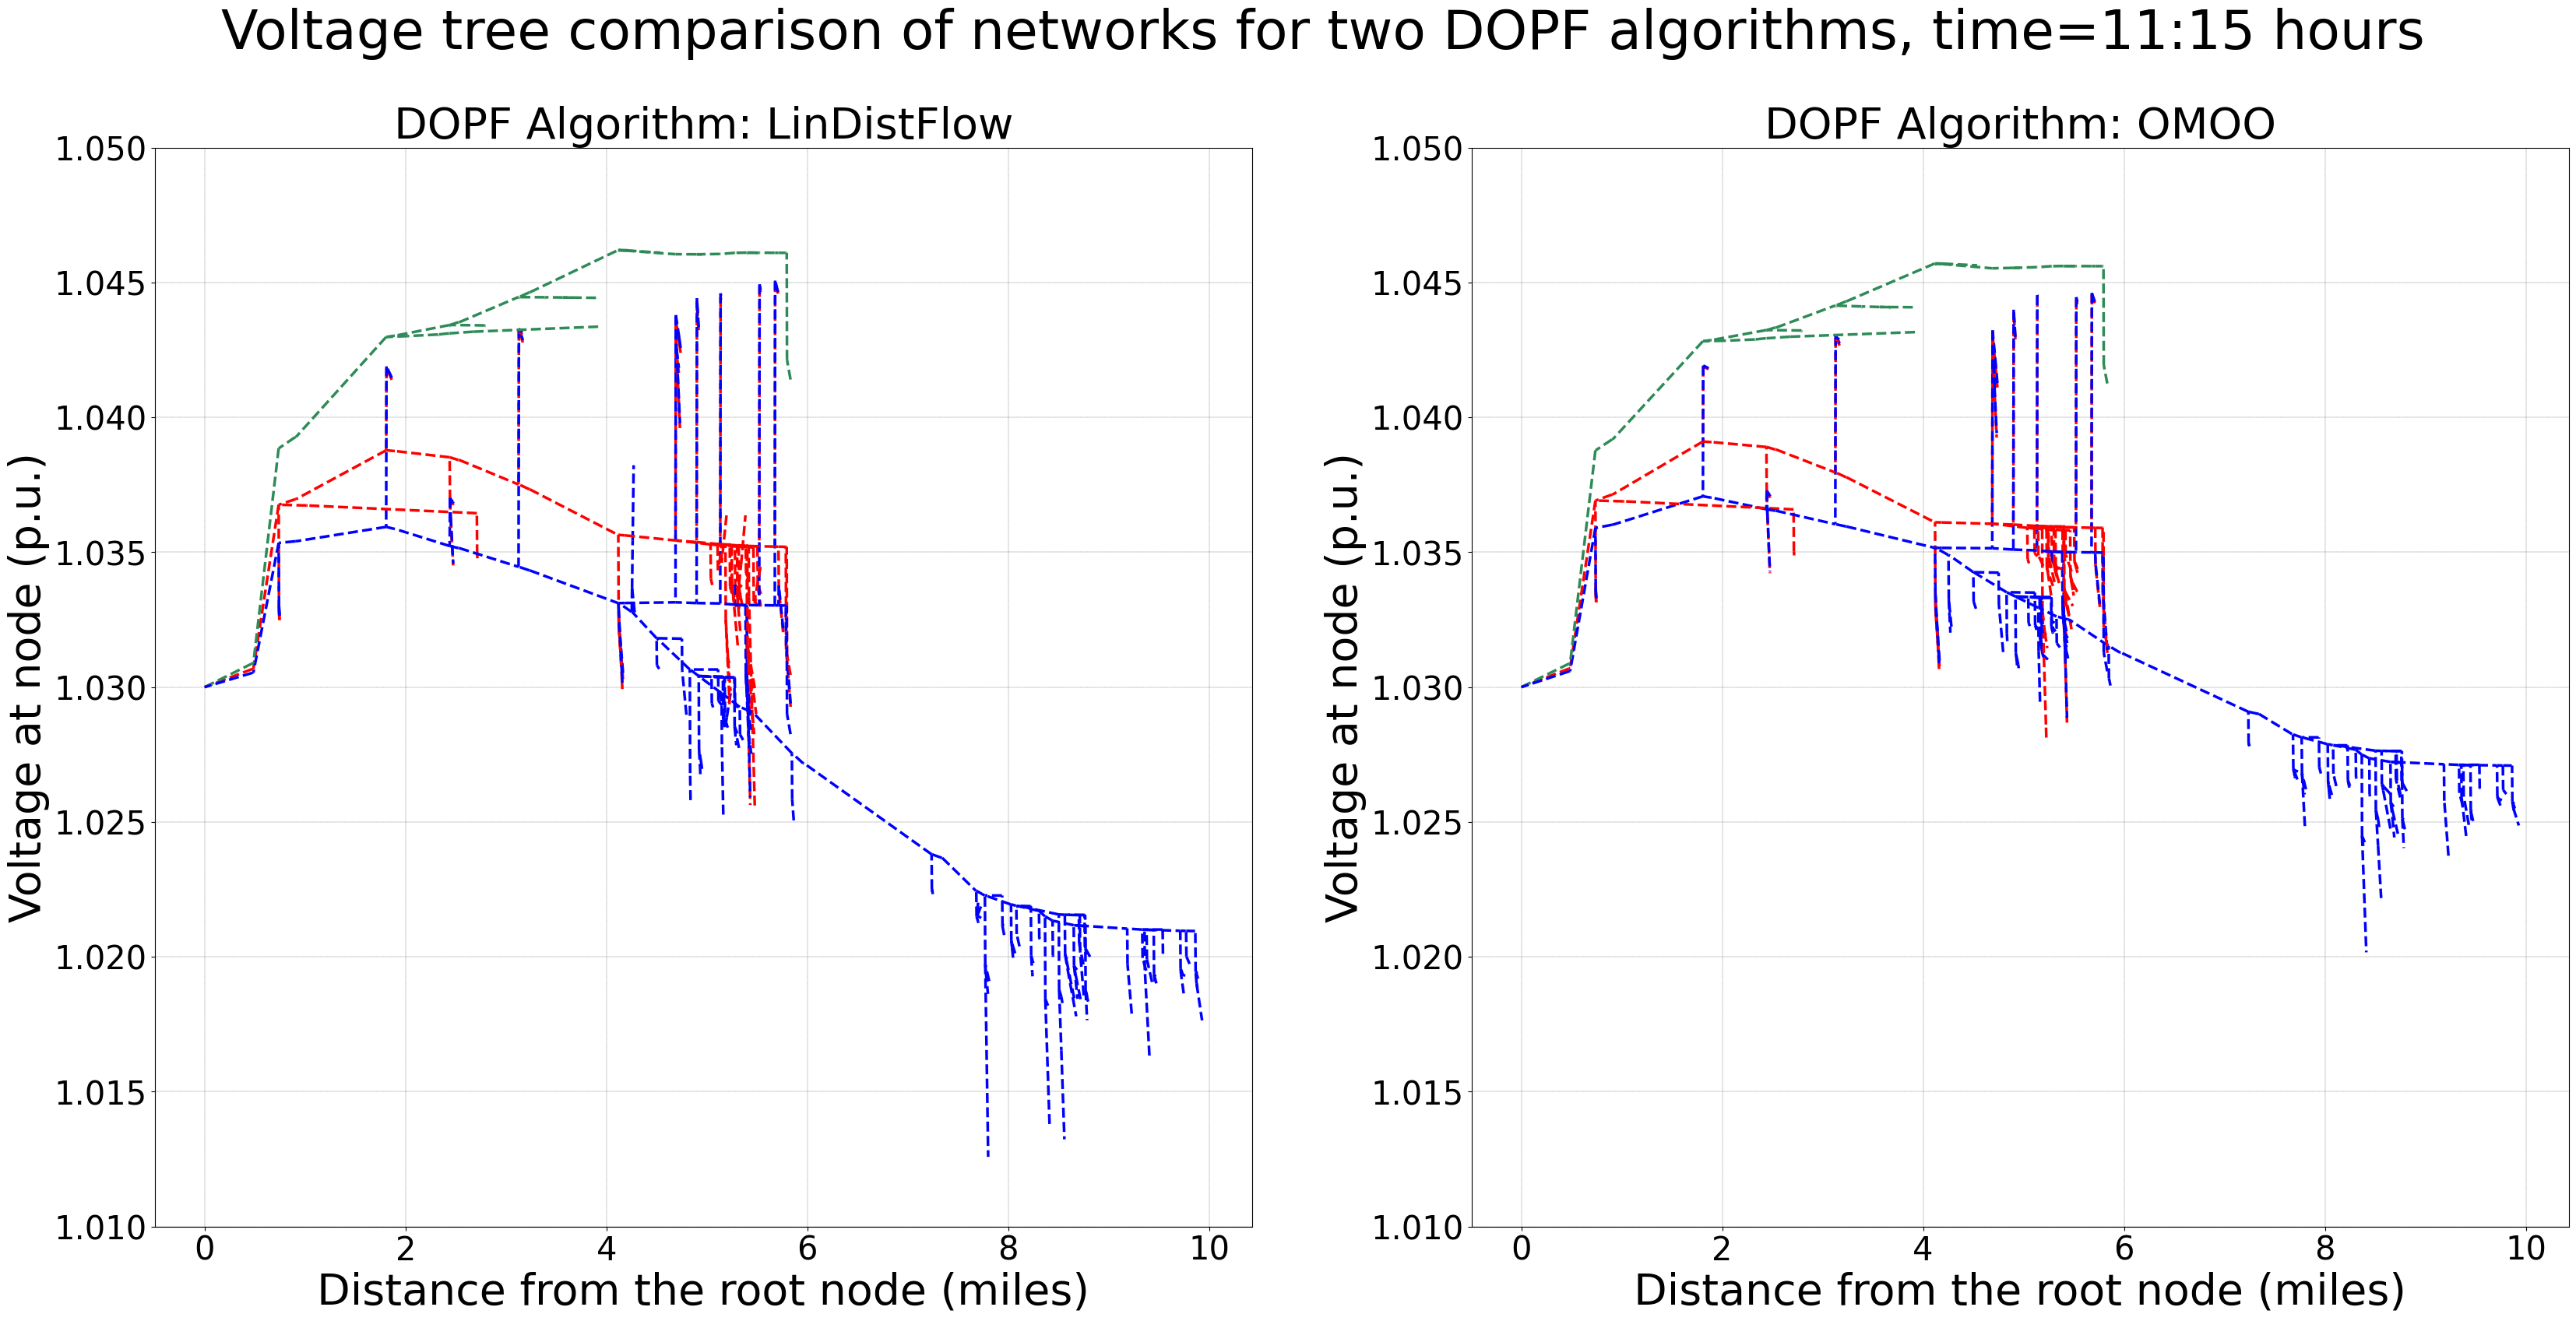 Voltage tree comparison of networks for two DOPF algorithms, time=11:15 hours
DOPF Algorithm: LinDistFlow
1.050
1.045
1.040
1.035
1.030
1.025
1.020
1.015
1.010
Voltage at node (p.u.)
0 2 4 6 8 10
Distance from the root node (miles)
DOPF Algorithm: OMOO
1.050
1.045
1.040
1.035
1.030
1.025
1.020
1.015
1.010
Voltage at node (p.u.)
0 2 4 6 8 10
Distance from the root node (miles)